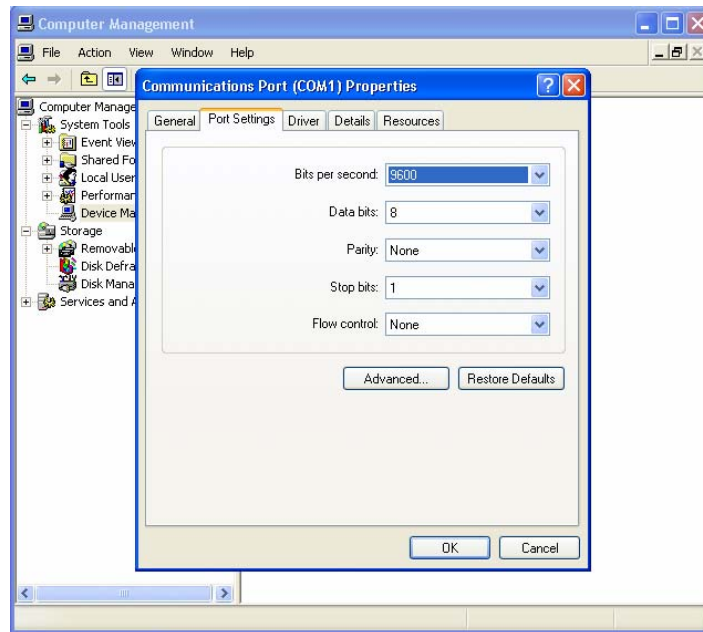 Computer Management
File Action View Window Help
Communications Port (COM1) Properties
General Port Settings Driver Details Resources
Computer Manage
System Tools
Event View
Shared Fo
Local User
Performan
Device Ma
Storage
Removabl
Disk Defra
Disk Mana
Services and A
Bits per second: 9600
Data bits: 8
Parity: None
Stop bits: 1
Flow control: None
Advanced... Restore Defaults
OK Cancel